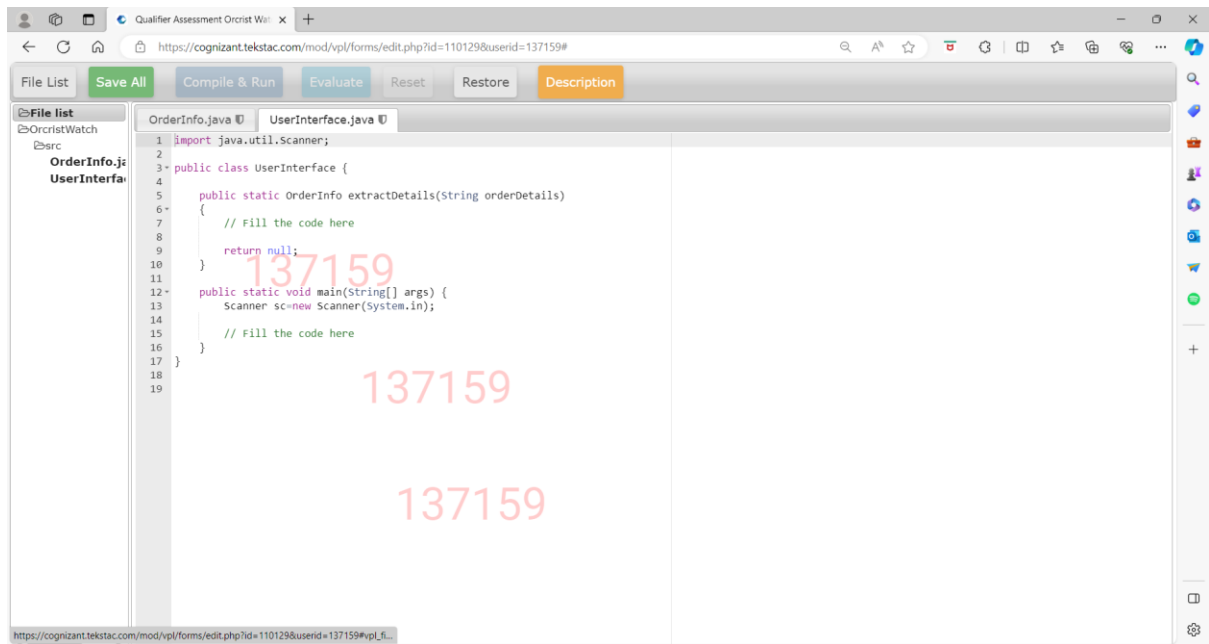 Qualifier Assessment Orcrist Wat
https://cognizant.tekstac.com/mod/vpl/forms/edit.php?id=110129&userid=137159#
File List Save All Compile & Run Evaluate Reset Restore Description
File list
OrcristWatch
src
OrderInfo.ja
UserInterfa
OrderInfo.java UserInterface.java
1 import java.util.Scanner;
2
3 public class UserInterface {
4
5 public static OrderInfo extractDetails(String orderDetails)
6 {
7 // Fill the code here
8
9 return null;
10 }
11
12 public static void main(String[] args) {
13 Scanner sc=new Scanner(System.in);
14
15 // Fill the code here
16 }
17 }
18
19
137159
137159
137159
https://cognizant.tekstac.com/mod/vpl/forms/edit.php?id=110129&userid=137159#vpl_fi...